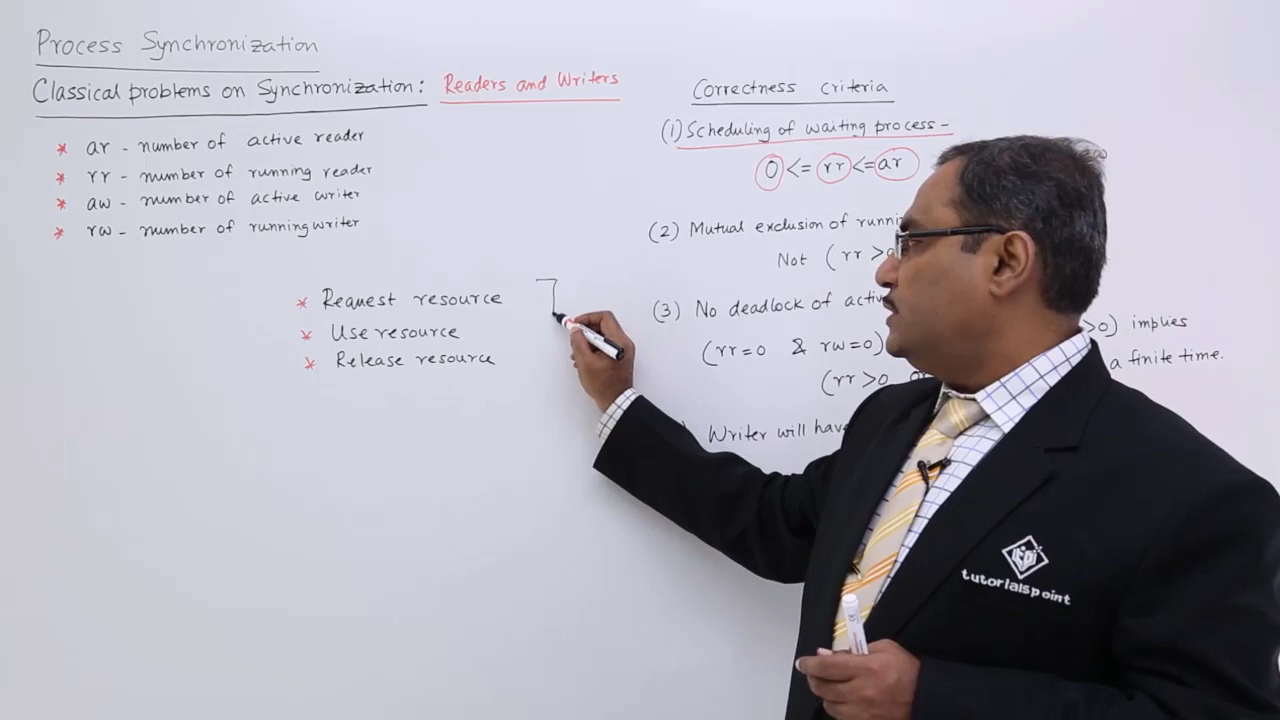 Process Synchronization
Classical problems on Synchronization: Readers and Writers
* ar - number of active reader
* rr - number of running reader
* aw - number of active writer
* rw - number of running writer
* Request resource
* Use resource
* Release resource
Correctness criteria
(1) Scheduling of waiting process -
0 <= rr <= ar
(2) Mutual exclusion of
Not (rr >
(3) No deadlock of
(rr=0 & rw=0) >0) implies
(rr >0 a finite time.
Writer will
tutorialspoint